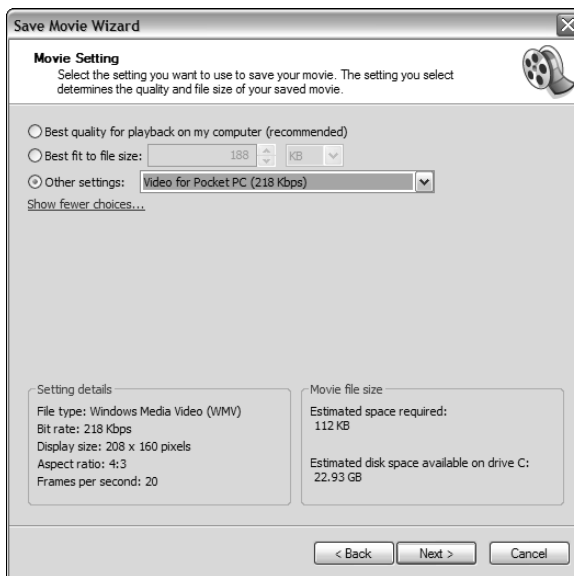 Save Movie Wizard
Movie Setting
Select the setting you want to use to save your movie. The setting you select
determines the quality and file size of your saved movie.
Best quality for playback on my computer (recommended)
Best fit to file size: 188 KB
Other settings: Video for Pocket PC (218 Kbps)
Show fewer choices...
Setting details
File type: Windows Media Video (WMV)
Bit rate: 218 Kbps
Display size: 208 x 160 pixels
Aspect ratio: 4:3
Frames per second: 20
Movie file size
Estimated space required:
112 KB
Estimated disk space available on drive C:
22.93 GB
< Back Next > Cancel